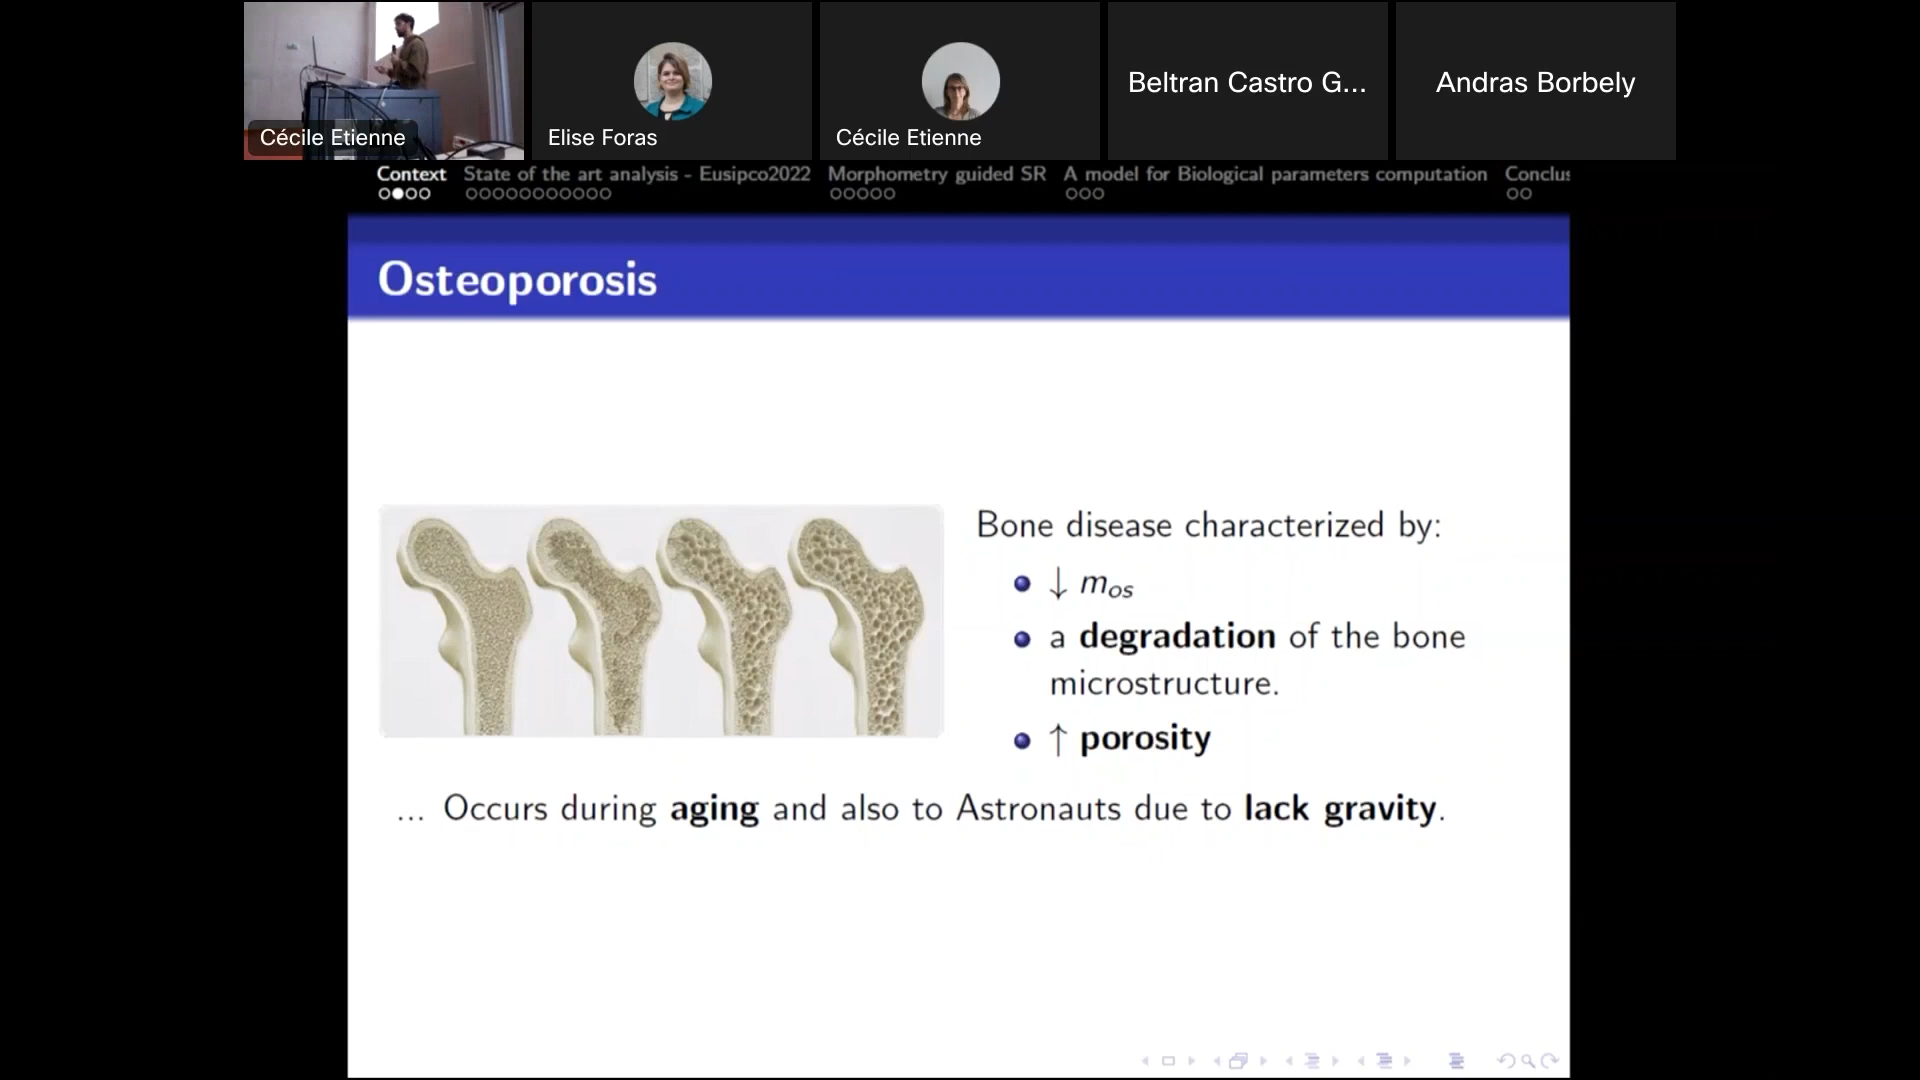 Cécile Etienne
Elise Foras
Cécile Etienne
Beltran Castro G...
Andras Borbely
Context State of the art analysis - Eusipco2022 Morphometry guided SR A model for Biological parameters computation Conclus
Osteoporosis
Bone disease characterized by:
↓ mos
a degradation of the bone
microstructure.
↑ porosity
... Occurs during aging and also to Astronauts due to lack gravity.